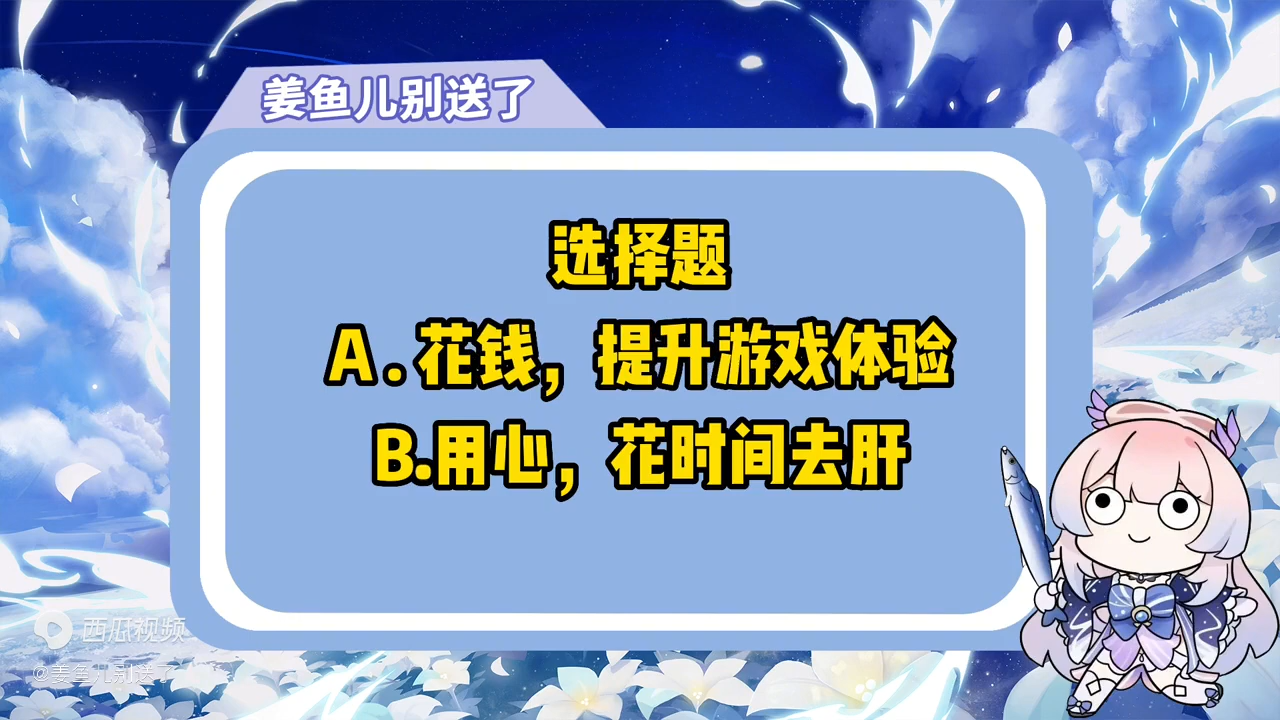 姜鱼儿别送了
选择题
A.花钱，提升游戏体验
B.用心，花时间去肝
西瓜视频
@姜鱼儿别送了